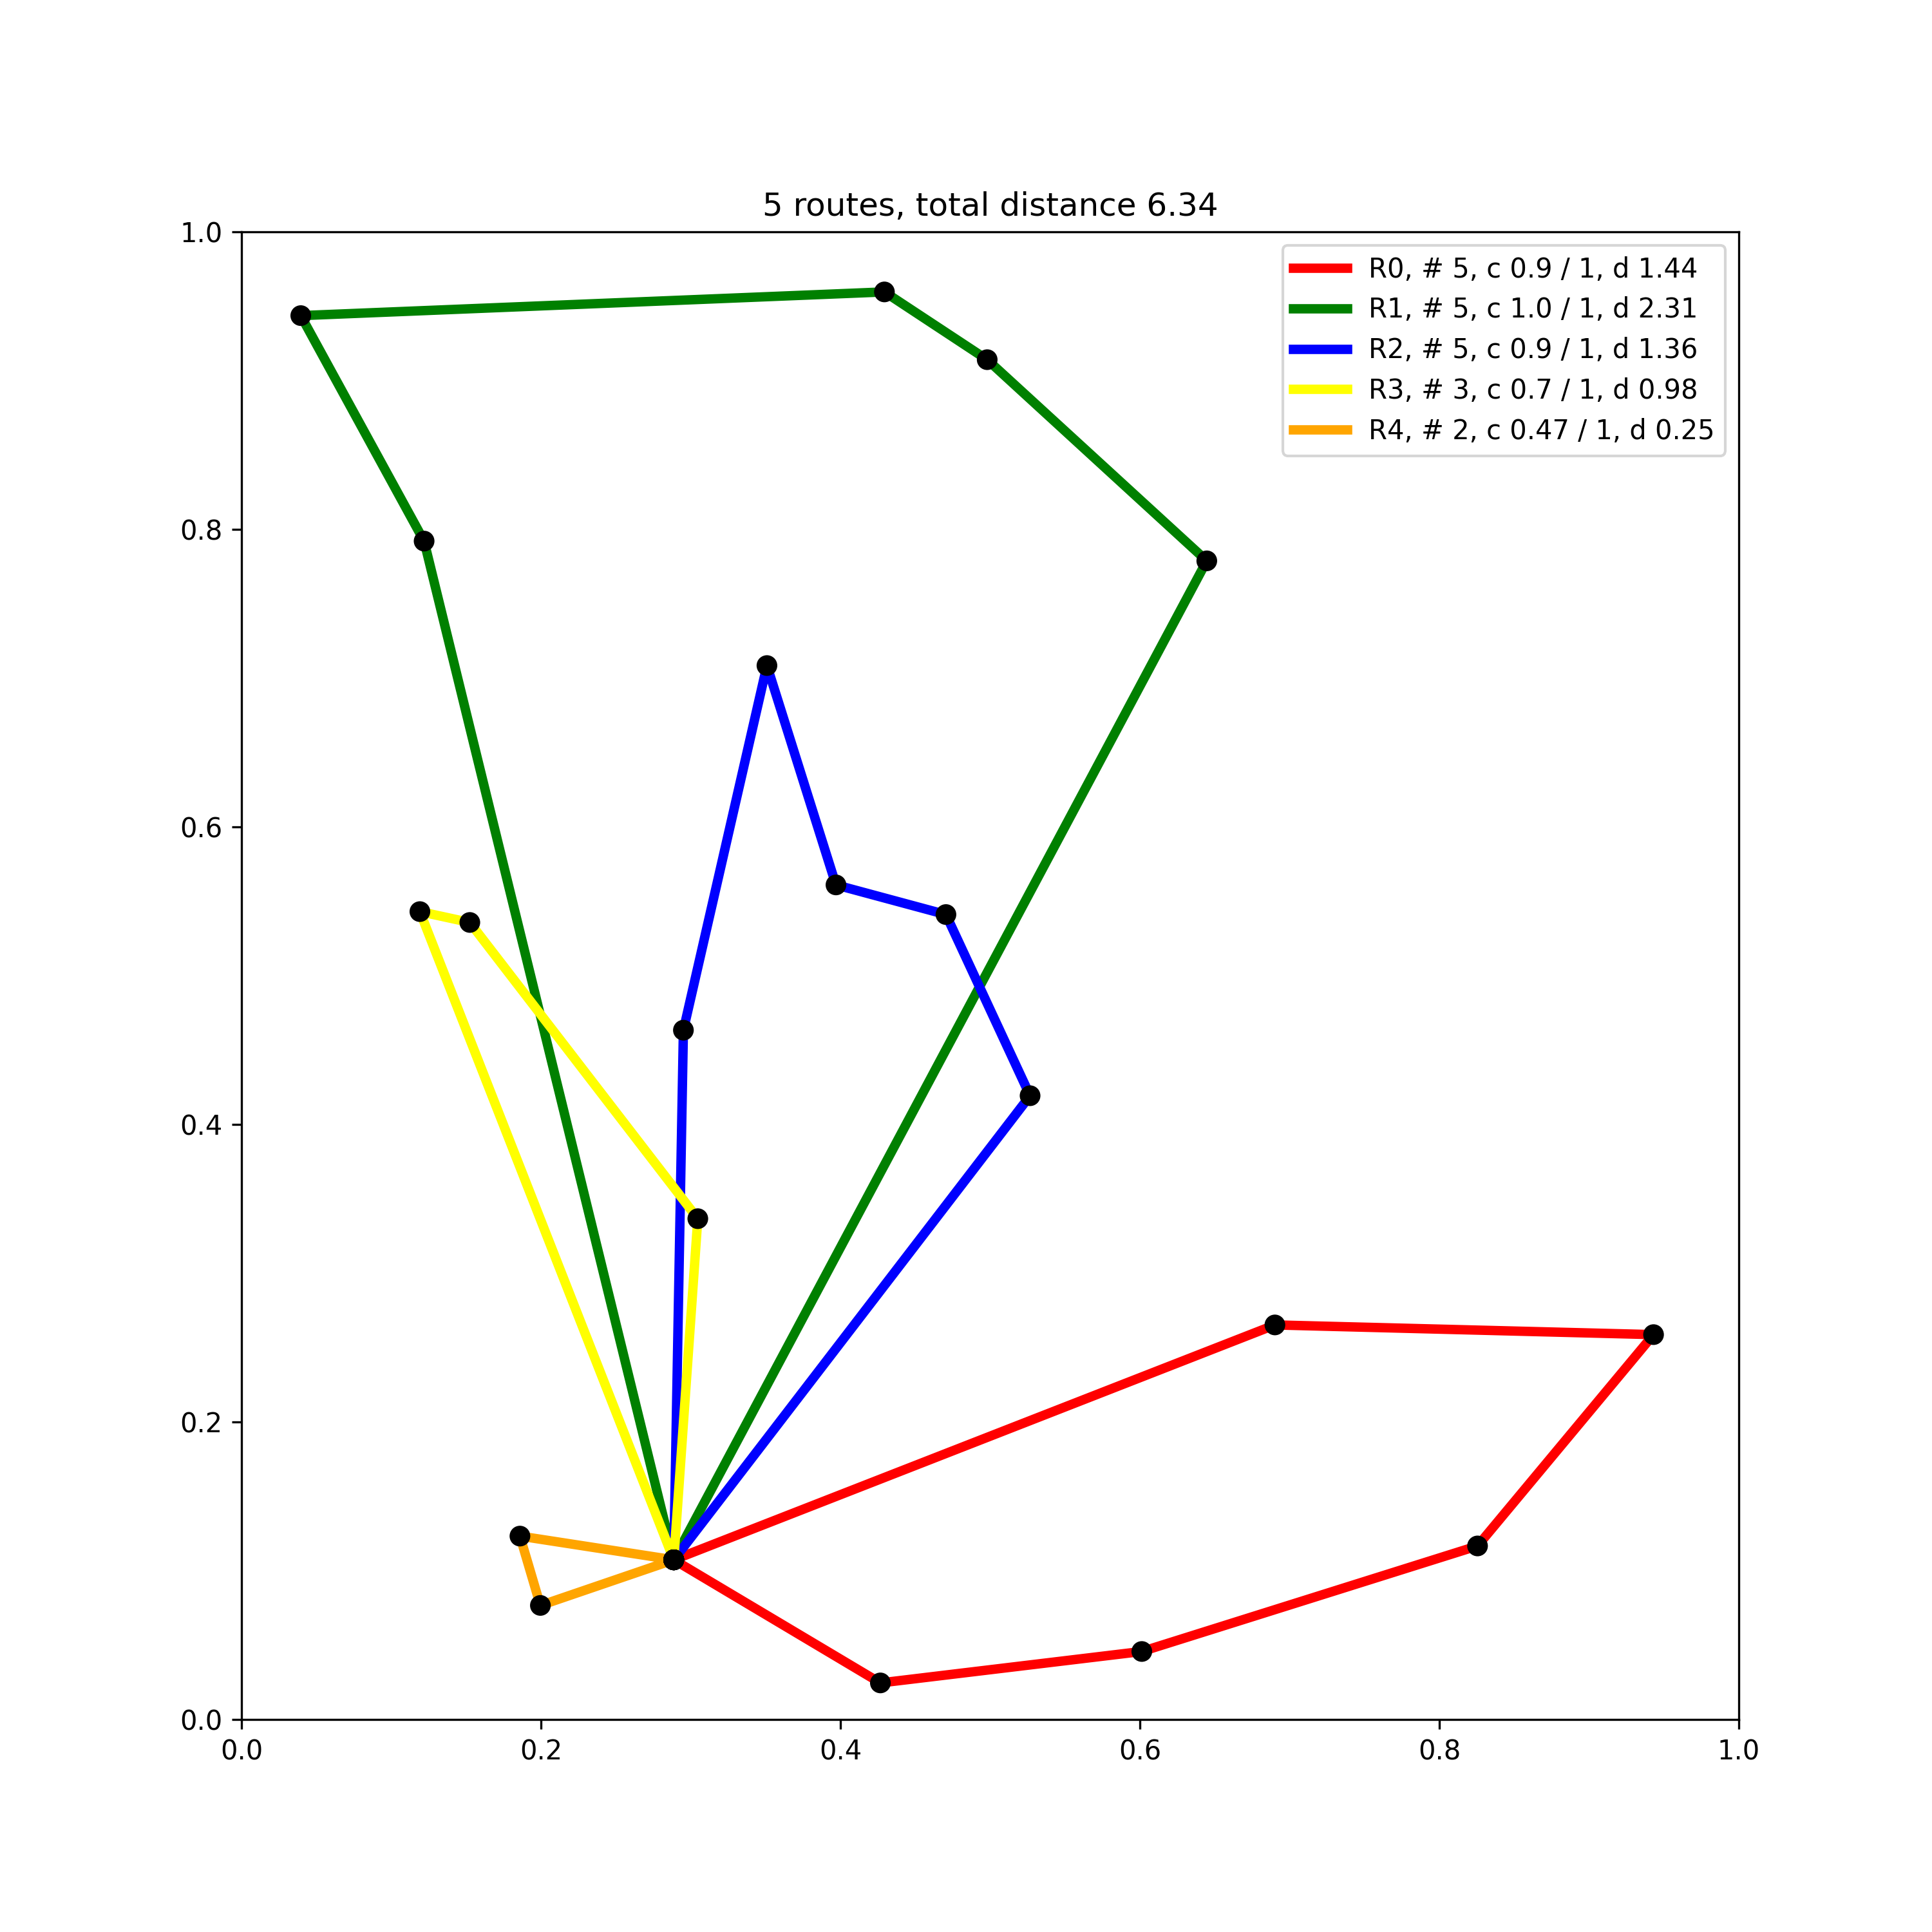 5 routes, total distance 6.34
1.0
0.8
0.6
0.4
0.2
0.0
R0, # 5, c 0.9 / 1, d 1.44
R1, # 5, c 1.0 / 1, d 2.31
R2, # 5, c 0.9 / 1, d 1.36
R3, # 3, c 0.7 / 1, d 0.98
R4, # 2, c 0.47 / 1, d 0.25
0.0 0.2 0.4 0.6 0.8 1.0